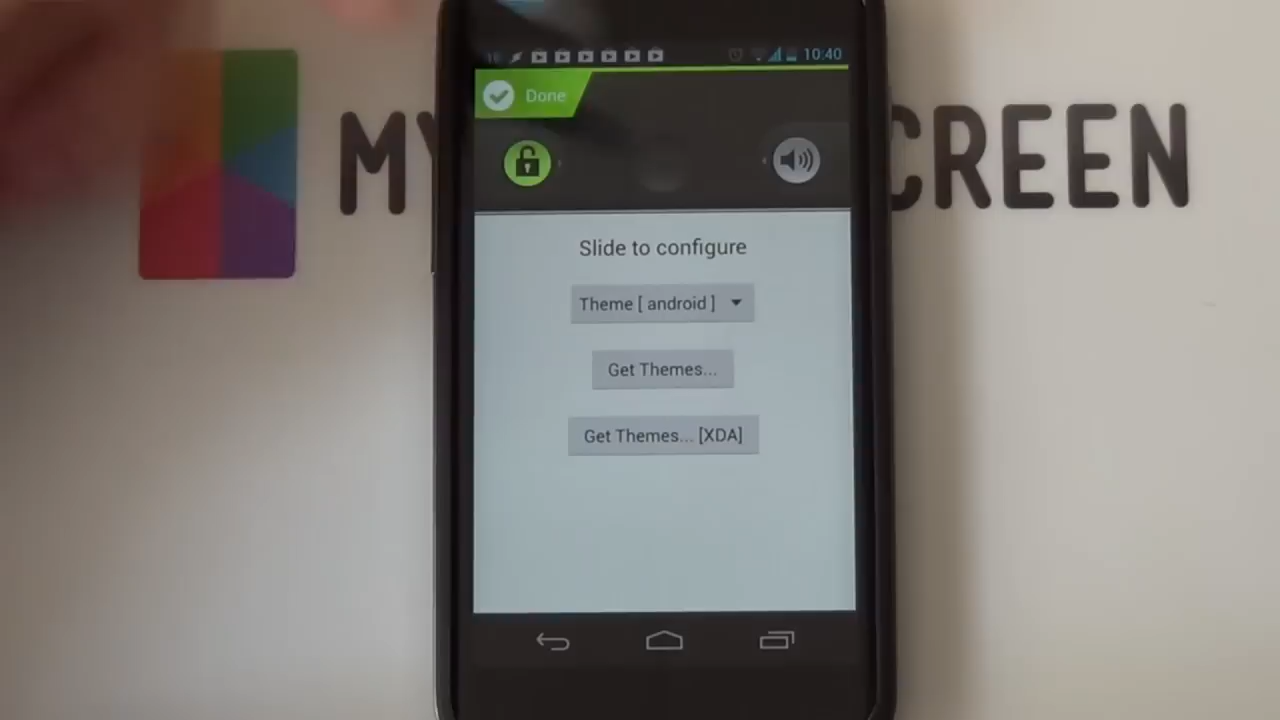 10:40
Done
MY CREEN
Slide to configure
Theme [ android ]
Get Themes...
Get Themes... [XDA]